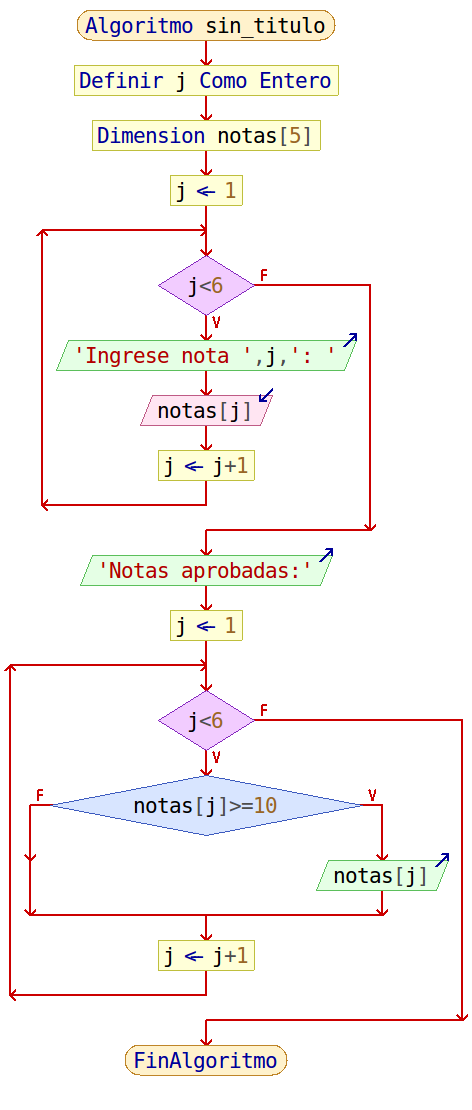 Algoritmo sin_titulo
Definir j Como Entero
Dimension notas[5]
j <- 1
j<6
F
V
'Ingrese nota ',j,': '
notas[j]
j <- j+1
'Notas aprobadas:'
j <- 1
j<6
F
V
F
notas[j]>=10
V
notas[j]
j <- j+1
FinAlgoritmo